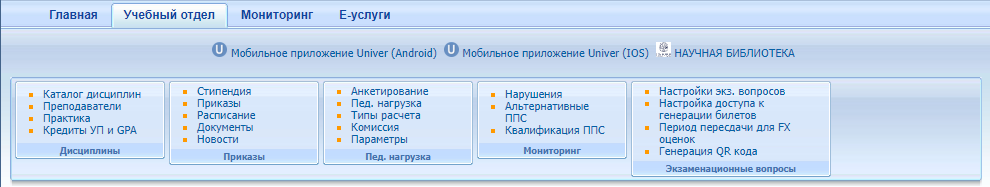 Главная Учебный отдел Мониторинг Е-услуги
Мобильное приложение Univer (Android) Мобильное приложение Univer (IOS) НАУЧНАЯ БИБЛИОТЕКА
Каталог дисциплин
Преподаватели
Практика
Кредиты УП и GPA
Дисциплины
Стипендия
Приказы
Расписание
Документы
Новости
Приказы
Анкетирование
Пед. нагрузка
Типы расчета
Комиссия
Параметры
Пед. нагрузка
Нарушения
Альтернативные
ППС
Квалификация ППС
Мониторинг
Настройки экз. вопросов
Настройка доступа к
генерации билетов
Период пересдачи для FX
оценок
Генерация QR кода
Экзаменационные вопросы